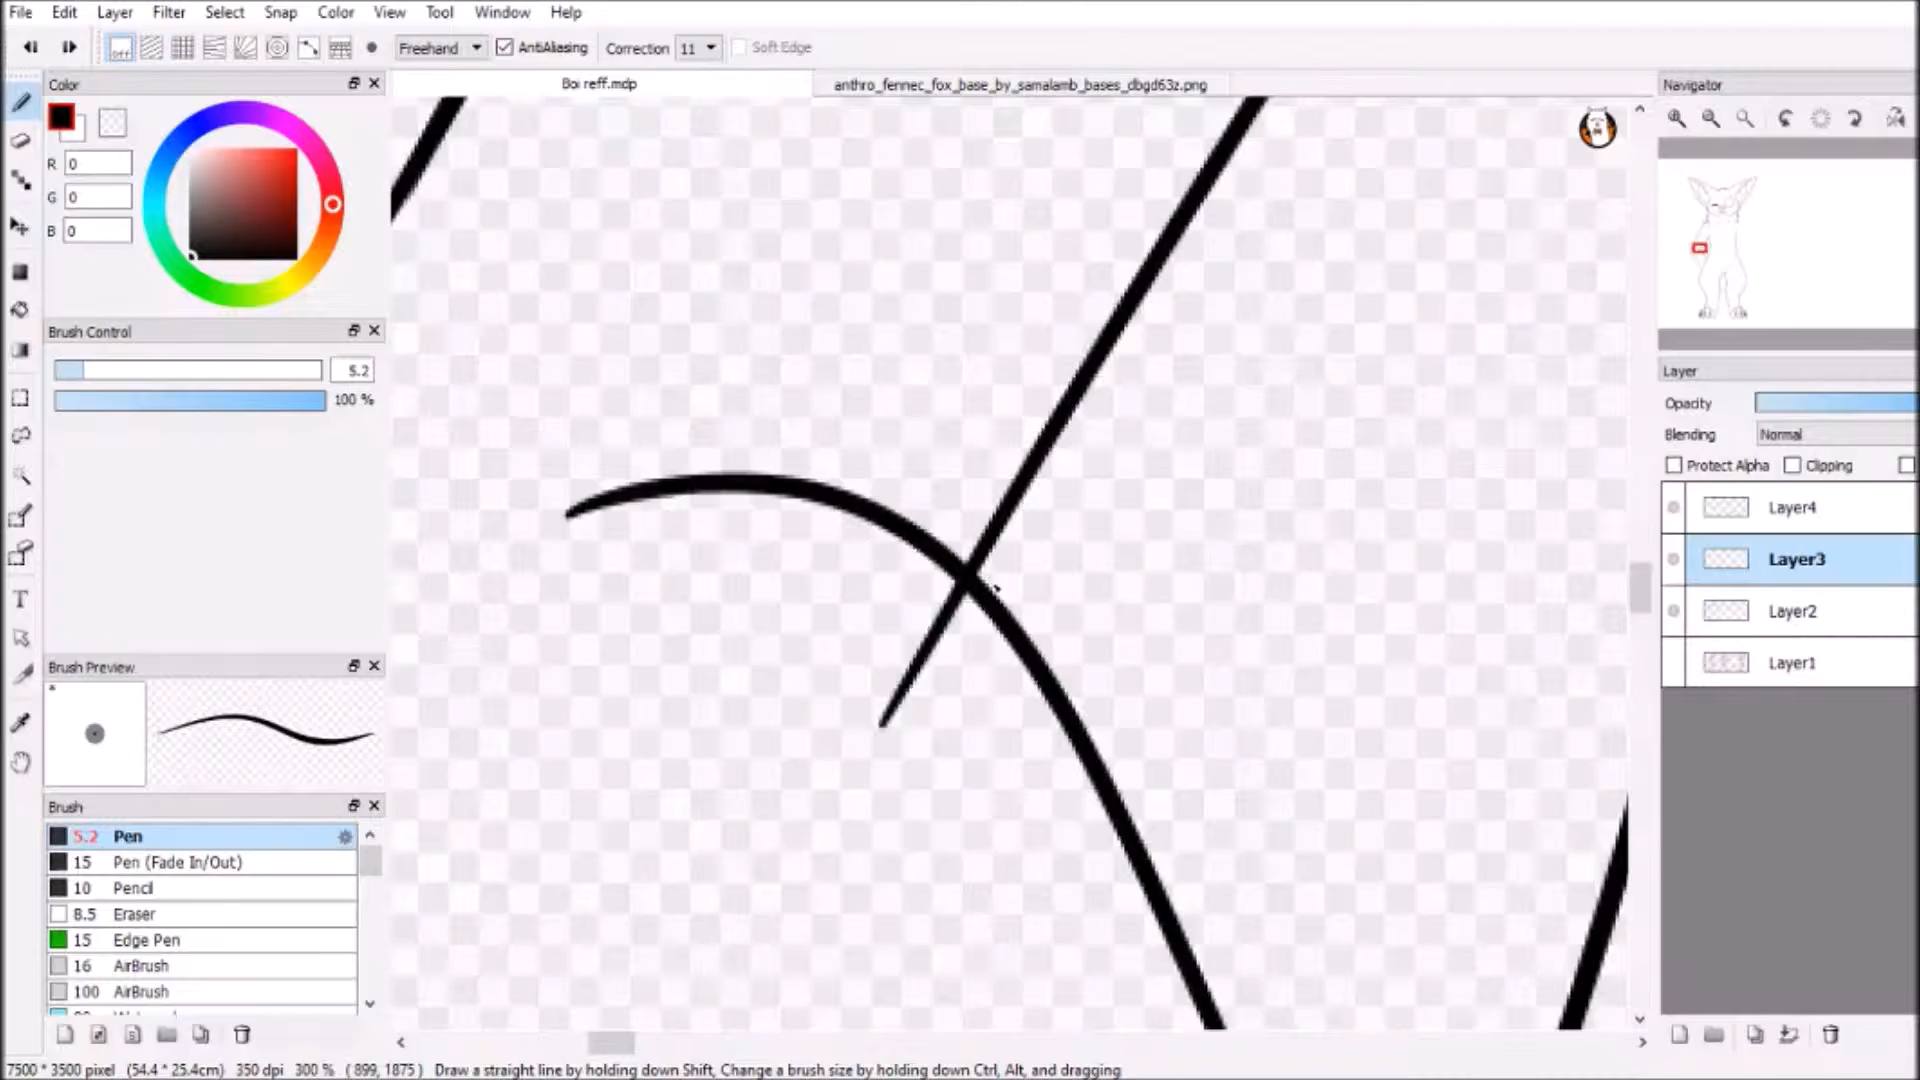 File Edit Layer Filter Select Snap Color View Tool Window Help
off Freehand AntiAliasing Correction 11 Soft Edge
Color
Boi reff.mdp
anthro_fennec_fox_base_by_samalamb_bases_dbgd63z.png
Navigator
R 0
G 0
B 0
Brush Control
5.2
100 %
Layer
Opacity
Blending Normal
Protect Alpha Clipping
Layer4
Layer3
Layer2
Layer1
T
Brush Preview
Brush
5.2 Pen
15 Pen (Fade In/Out)
10 Pencil
8.5 Eraser
15 Edge Pen
16 AirBrush
100 AirBrush
7500 * 3500 pixel (54.4 * 25.4cm) 350 dpi 300 % ( 899, 1875 ) Draw a straight line by holding down Shift, Change a brush size by holding down Ctrl, Alt, and dragging